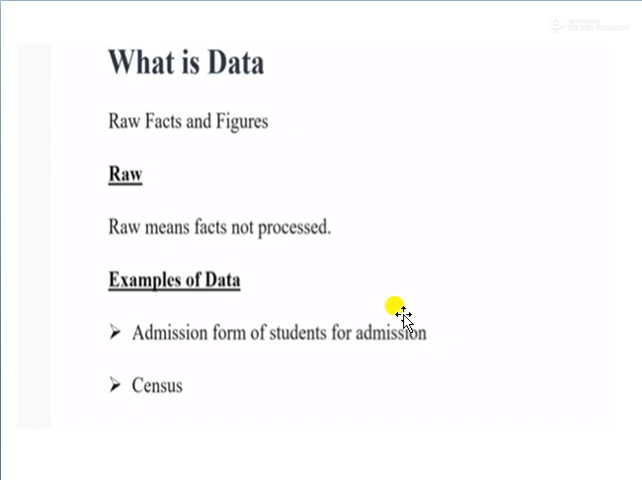 What is Data
Raw Facts and Figures
Raw
Raw means facts not processed.
Examples of Data
➢ Admission form of students for admission
➢ Census